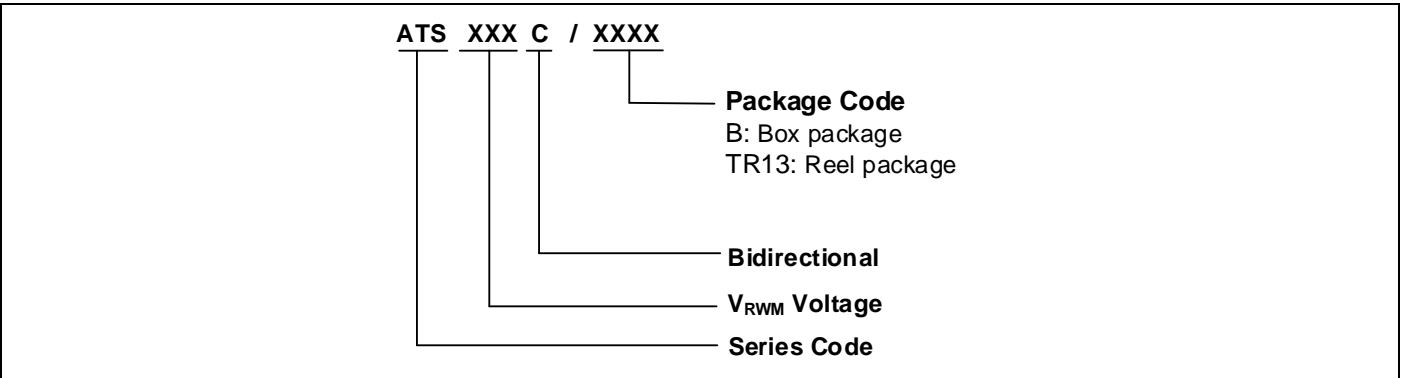 ATS XXX C / XXXX
Package Code
B: Box package
TR13: Reel package
Bidirectional
VRWM Voltage
Series Code